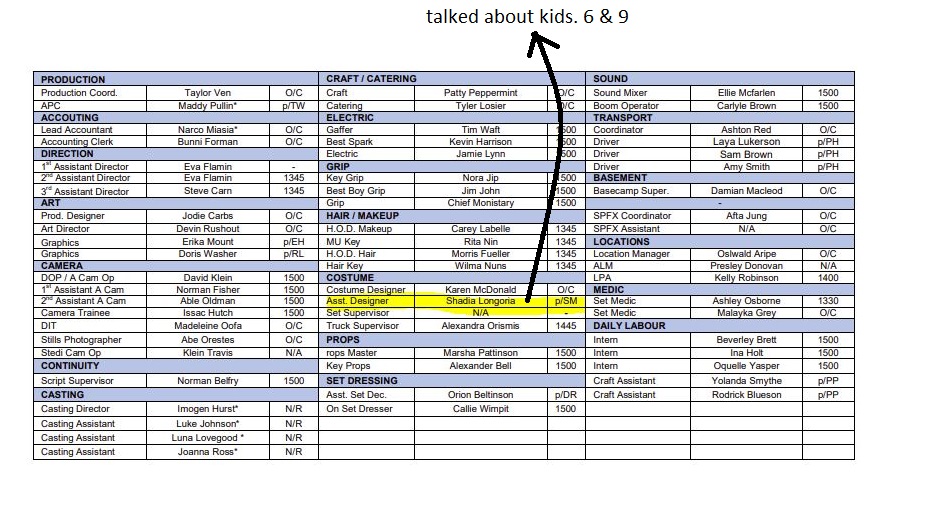 talked about kids. 6 & 9
PRODUCTION CRAFT / CATERING SOUND
Production Coord. Taylor Ven O/C Craft Patty Peppermint O/C Sound Mixer Ellie Mcfarlen 1500
APC Maddy Pullin* p/TW Catering Tyler Losier O/C Boom Operator Carlyle Brown 1500
ACCOUTING ELECTRIC TRANSPORT
Lead Accountant Narco Miasia* O/C Gaffer Tim Waft 1500 Coordinator Ashton Red O/C
Accounting Clerk Bunni Forman O/C Best Spark Kevin Harrison 1500 Driver Laya Lukerson p/PH
DIRECTION Electric Jamie Lynn 1500 Driver Sam Brown p/PH
1st Assistant Director Eva Flamin - GRIP Driver Amy Smith p/PH
2nd Assistant Director Eva Flamin 1345 Key Grip Nora Jip 1500 BASEMENT
3rd Assistant Director Steve Carn 1345 Best Boy Grip Jim John 1500 Basecamp Super. Damian Macleod O/C
ART Grip Chief Monistary 1500 -
Prod. Designer Jodie Carbs O/C HAIR / MAKEUP SPFX Coordinator Afta Jung O/C
Art Director Devin Rushout O/C H.O.D. Makeup Carey Labelle 1345 SPFX Assistant N/A O/C
Graphics Erika Mount p/EH MU Key Rita Nin 1345 LOCATIONS
Graphics Doris Washer p/RL H.O.D. Hair Morris Fueller 1345 Location Manager Oslwald Aripe O/C
CAMERA Hair Key Wilma Nuns 1345 ALM Presley Donovan N/A
DOP / A Cam Op David Klein 1500 COSTUME LPA Kelly Robinson 1400
1st Assistant A Cam Norman Fisher 1500 Costume Designer Karen McDonald O/C MEDIC
2nd Assistant A Cam Able Oldman 1500 Asst. Designer Shadia Longoria p/SM Set Medic Ashley Osborne 1330
Camera Trainee Issac Hutch 1500 Set Supervisor N/A - Set Medic Malayka Grey O/C
DIT Madeleine Oofa O/C Truck Supervisor Alexandra Orismis 1445 DAILY LABOUR
Stills Photographer Abe Orestes O/C PROPS Intern Beverley Brett 1500
Stedi Cam Op Klein Travis N/A rops Master Marsha Pattinson 1500 Intern Ina Holt 1500
CONTINUITY Key Props Alexander Bell 1500 Intern Oquelle Yasper 1500
Script Supervisor Norman Belfry 1500 SET DRESSING Craft Assistant Yolanda Smythe p/PP
CASTING Asst. Set Dec. Orion Beltinson p/DR Craft Assistant Rodrick Blueson p/PP
Casting Director Imogen Hurst* N/R On Set Dresser Callie Wimpit 1500
Casting Assistant Luke Johnson* N/R
Casting Assistant Luna Lovegood * N/R
Casting Assistant Joanna Ross* N/R